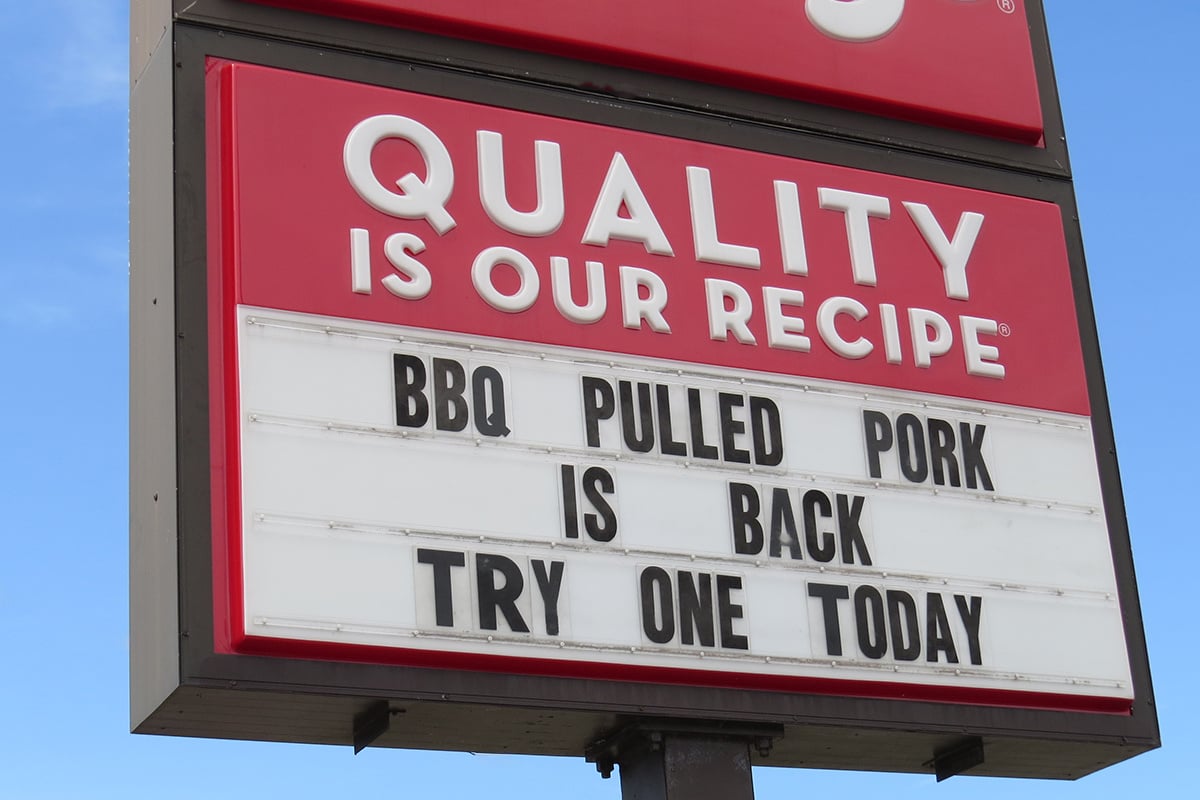 ®
QUALITY
IS OUR RECIPE®
BBQ PULLED PORK
IS BACK
TRY ONE TODAY